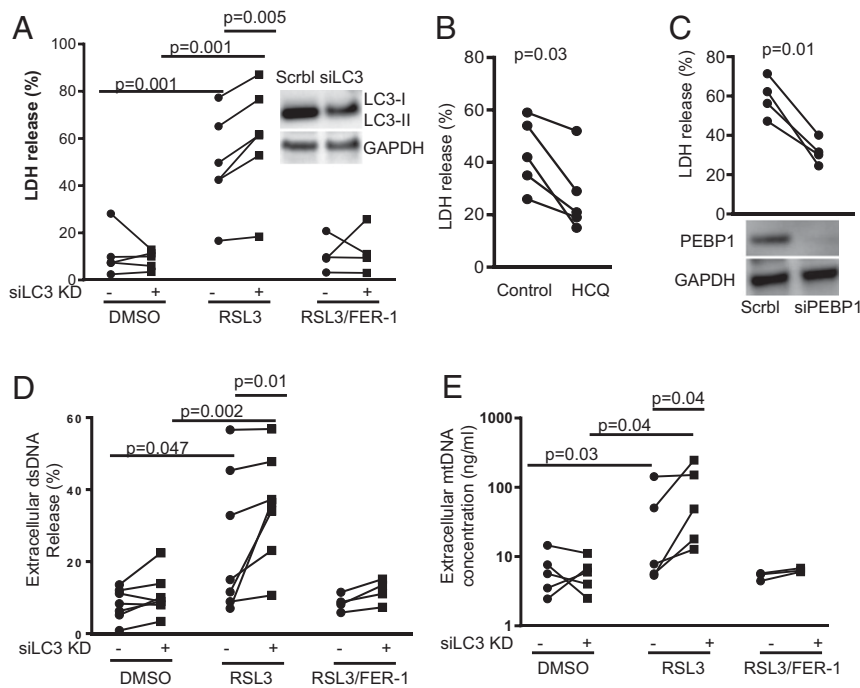 A
p=0.005
p=0.001
p=0.001
LDH release (%)
100
80
60
40
20
0
Scrbl siLC3
LC3-I
LC3-II
GAPDH
siLC3 KD - + - + - +
DMSO RSL3 RSL3/FER-1
B
p=0.03
LDH release (%)
80
60
40
20
0
Control HCQ
C
p=0.01
LDH release (%)
80
60
40
20
0
PEBP1
GAPDH
Scrbl siPEBP1
D
p=0.01
p=0.002
p=0.047
Extracellular dsDNA
Release (%)
60
40
20
0
siLC3 KD - + - + - +
DMSO RSL3 RSL3/FER-1
E
p=0.04
p=0.04
p=0.03
Extracellular mtDNA
concentration (ng/ml)
1000
100
10
1
siLC3 KD - + - + - +
DMSO RSL3 RSL3/FER-1